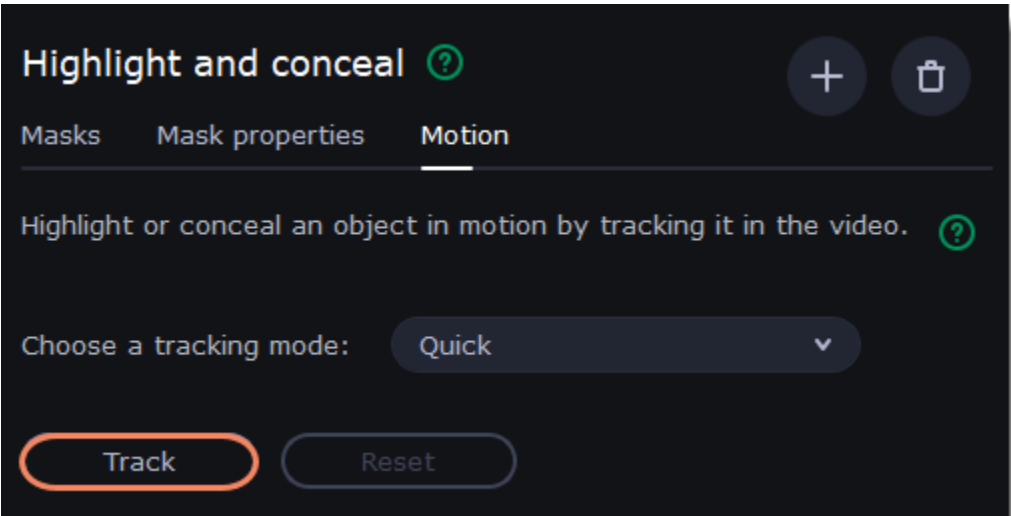 Highlight and conceal ?
Masks Mask properties Motion
Highlight or conceal an object in motion by tracking it in the video. ?
Choose a tracking mode: Quick
Track Reset